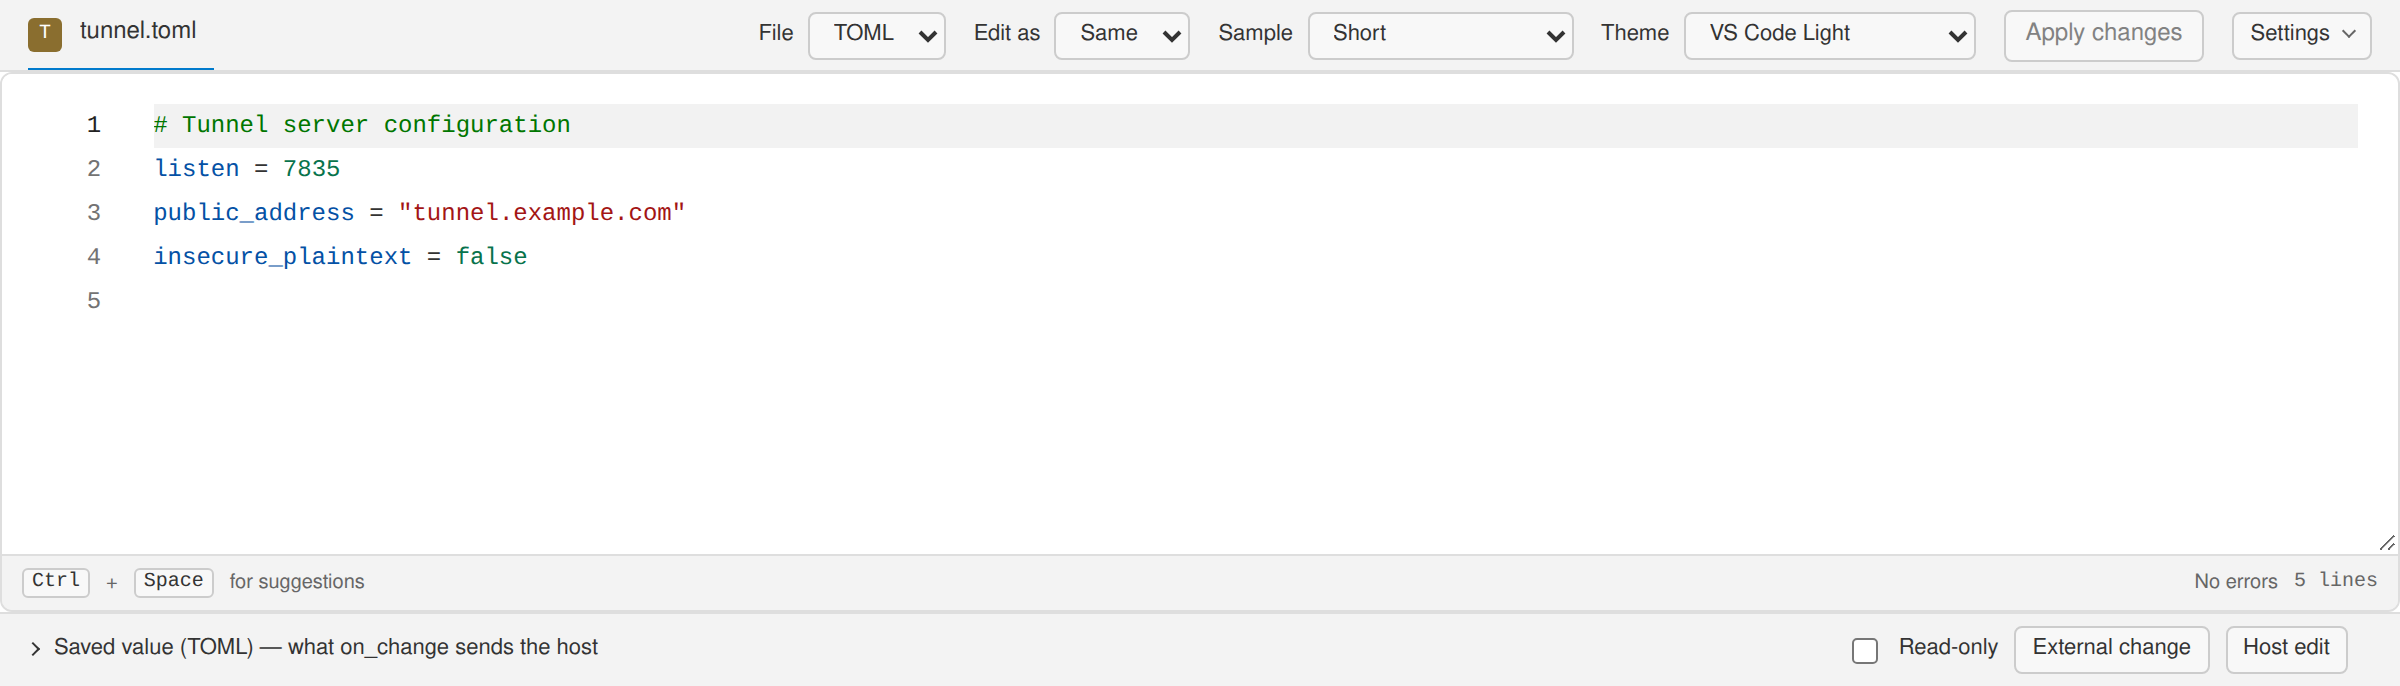 T tunnel.toml File TOML Edit as Same Sample Short Theme VS Code Light Apply changes Settings
1 # Tunnel server configuration
2 listen = 7835
3 public_address = "tunnel.example.com"
4 insecure_plaintext = false
5
Ctrl + Space for suggestions No errors 5 lines
Saved value (TOML) — what on_change sends the host Read-only External change Host edit